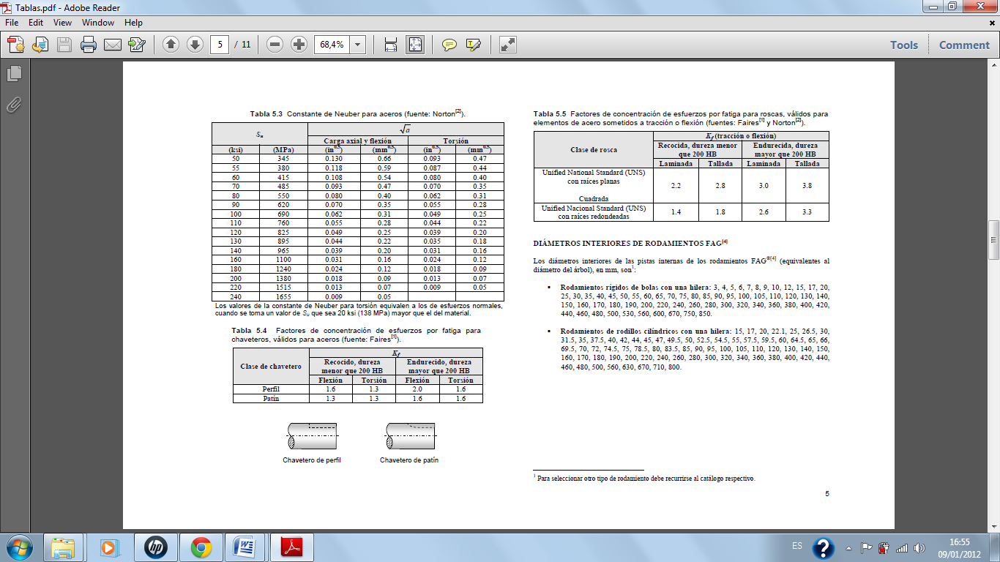 Tablas.pdf - Adobe Reader
File Edit View Window Help
5 / 11 68,4% Tools Comment
Tabla 5.3 Constante de Neuber para aceros (fuente: Norton[2]).
Su √a
Carga axial y flexión Torsión
(ksi) (MPa) (in0.5) (mm0.5) (in0.5) (mm0.5)
50 345 0.130 0.66 0.093 0.47
55 380 0.118 0.59 0.087 0.44
60 415 0.108 0.54 0.080 0.40
70 485 0.093 0.47 0.070 0.35
80 550 0.080 0.40 0.062 0.31
90 620 0.070 0.35 0.055 0.28
100 690 0.062 0.31 0.049 0.25
110 760 0.055 0.28 0.044 0.22
120 825 0.049 0.25 0.039 0.20
130 895 0.044 0.22 0.035 0.18
140 965 0.039 0.20 0.031 0.16
160 1100 0.031 0.16 0.024 0.12
180 1240 0.024 0.12 0.018 0.09
200 1380 0.018 0.09 0.013 0.07
220 1515 0.013 0.07 0.009 0.05
240 1655 0.009 0.05
Los valores de la constante de Neuber para torsión equivalen a los de esfuerzos normales,
cuando se toma un valor de Su que sea 20 ksi (138 MPa) mayor que el del material.
Tabla 5.4 Factores de concentración de esfuerzos por fatiga para
chaveteros, válidos para aceros (fuente: Faires[1]).
Clase de chavetero Kf
Recocido, dureza menor que 200 HB Endurecido, dureza mayor que 200 HB
Flexión Torsión Flexión Torsión
Perfil 1.6 1.3 2.0 1.6
Patín 1.3 1.3 1.6 1.6
Chavetero de perfil Chavetero de patín
Tabla 5.5 Factores de concentración de esfuerzos por fatiga para roscas, válidos para
elementos de acero sometidos a tracción o flexión (fuentes: Faires[1] y Norton[2]).
Clase de rosca Kf (tracción o flexión)
Recocida, dureza menor que 200 HB Endurecida, dureza mayor que 200 HB
Laminada Tallada Laminada Tallada
Unified National Standard (UNS)
con raíces planas
2.2 2.8 3.0 3.8
Cuadrada
Unified Nacional Standard (UNS)
con raíces redondeadas 1.4 1.8 2.6 3.3
DIÁMETROS INTERIORES DE RODAMIENTOS FAG[4]
Los diámetros interiores de las pistas internas de los rodamientos FAG®[4] (equivalentes al
diámetro del árbol), en mm, son1:
▪ Rodamientos rígidos de bolas con una hilera: 3, 4, 5, 6, 7, 8, 9, 10, 12, 15, 17, 20,
25, 30, 35, 40, 45, 50, 55, 60, 65, 70, 75, 80, 85, 90, 95, 100, 105, 110, 120, 130, 140,
150, 160, 170, 180, 190, 200, 220, 240, 260, 280, 300, 320, 340, 360, 380, 400, 420,
440, 460, 480, 500, 530, 560, 600, 670, 750, 850.
▪ Rodamientos de rodillos cilíndricos con una hilera: 15, 17, 20, 22.1, 25, 26.5, 30,
31.5, 35, 37.5, 40, 42, 44, 45, 47, 49.5, 50, 52.5, 54.5, 55, 57.5, 59.5, 60, 64.5, 65, 66,
69.5, 70, 72, 74.5, 75, 78.5, 80, 83.5, 85, 90, 95, 100, 105, 110, 120, 130, 140, 150,
160, 170, 180, 190, 200, 220, 240, 260, 280, 300, 320, 340, 360, 380, 400, 420, 440,
460, 480, 500, 560, 630, 670, 710, 800.
1 Para seleccionar otro tipo de rodamiento debe recurrirse al catálogo respectivo.
5
hp
ES
16:55
09/01/2012